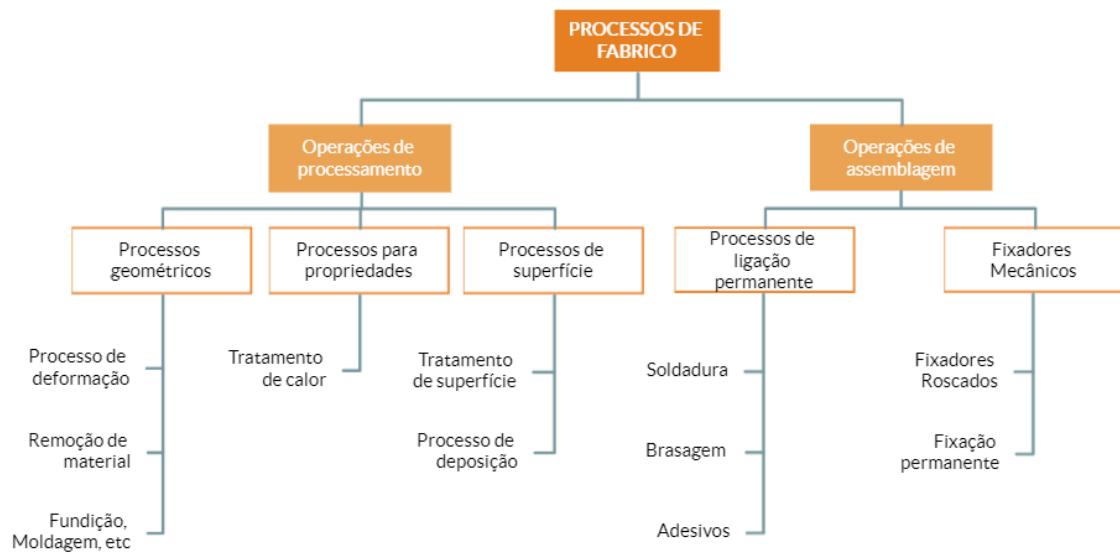 PROCESSOS DE
FABRICO
Operações de
processamento
Operações de
assemblagem
Processos
geométricos
Processos para
propriedades
Processos de
superfície
Processos de
ligação
permanente
Fixadores
Mecânicos
Processo de
deformação
Remoção de
material
Fundição,
Moldagem, etc
Tratamento
de calor
Tratamento
de superfície
Processo de
deposição
Soldadura
Brasagem
Adesivos
Fixadores
Roscados
Fixação
permanente